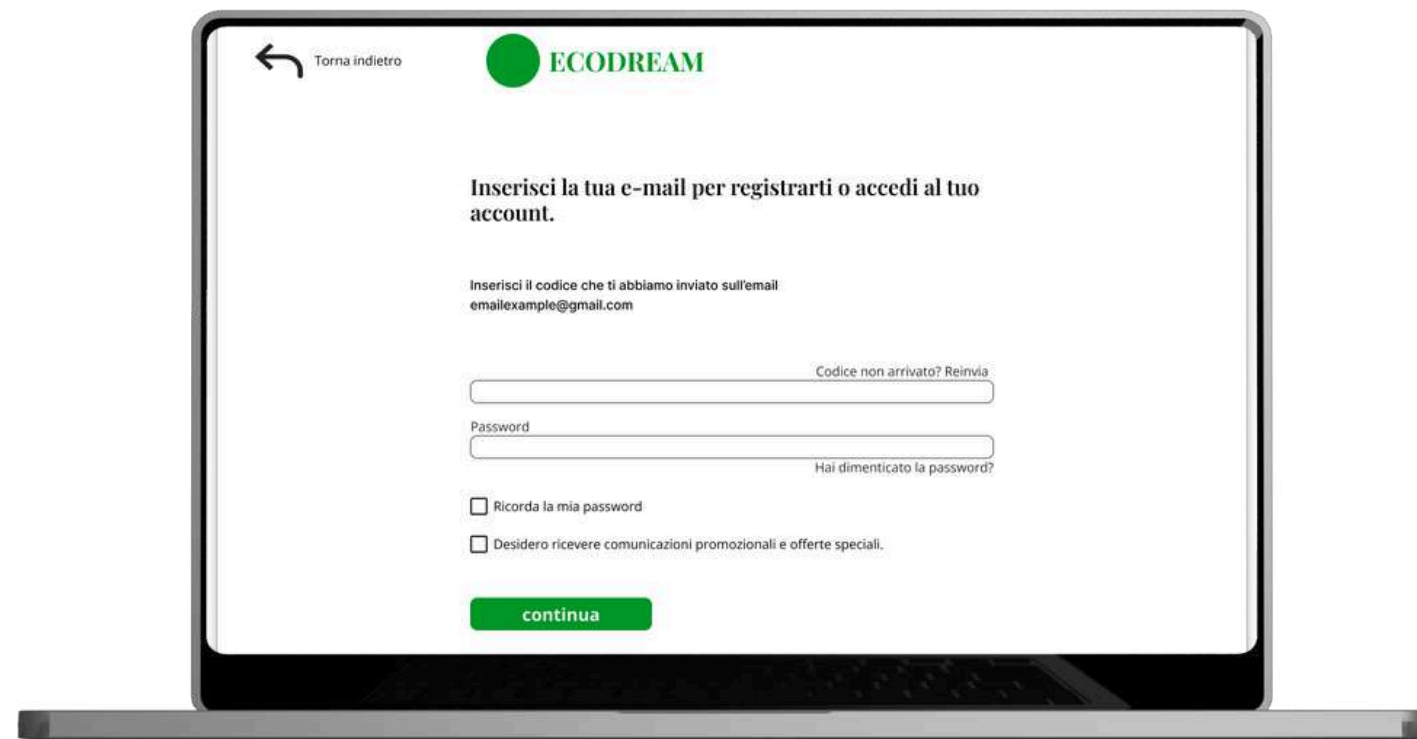 Torna indietro
ECODREAM
Inserisci la tua e-mail per registrarti o accedi al tuo
account.
Inserisci il codice che ti abbiamo inviato sull'email
emailexample@gmail.com
Codice non arrivato? Reinvia
Password
Hai dimenticato la password?
Ricorda la mia password
Desidero ricevere comunicazioni promozionali e offerte speciali.
continua